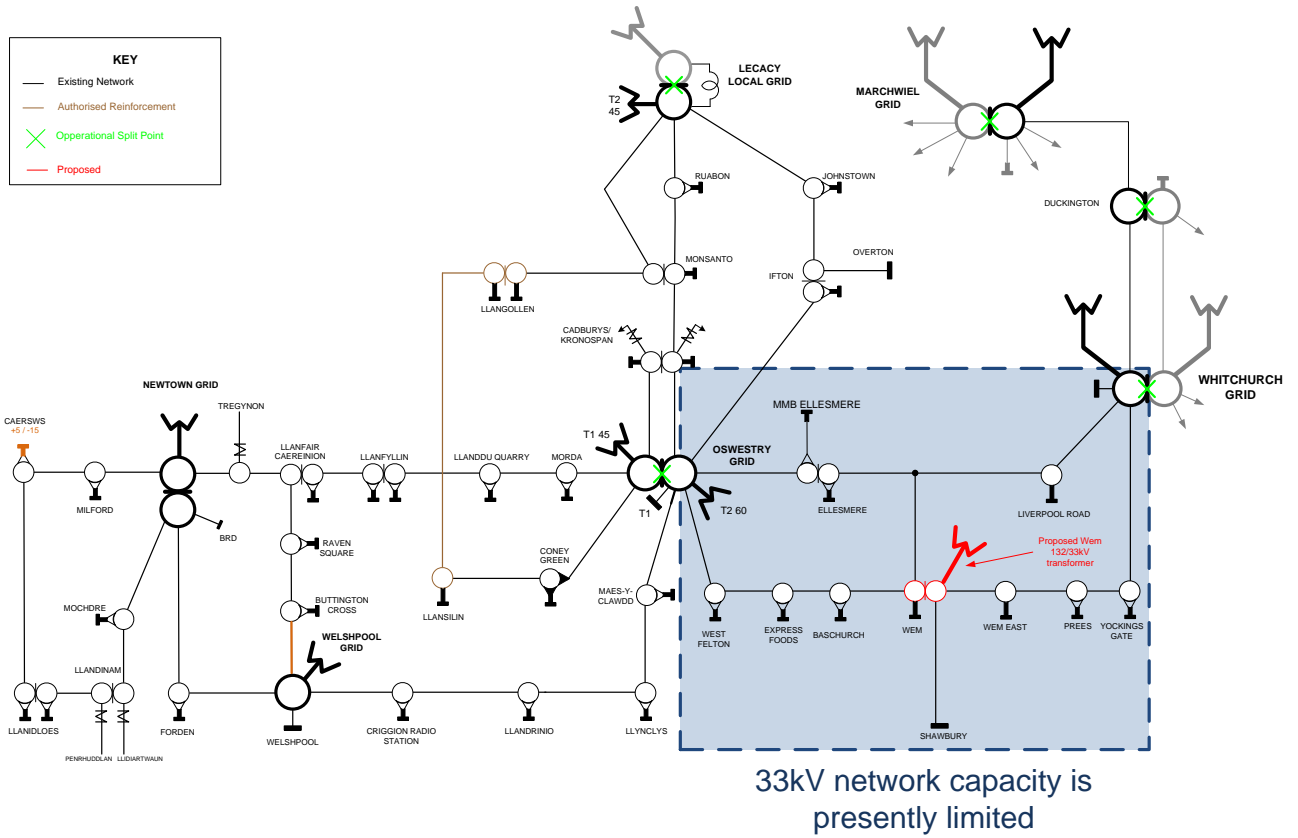 KEY
Existing Network
Authorised Reinforcement
Opperational Split Point
Proposed
LECACY
LOCAL GRID
T2
45
MARCHWIEL
GRID
RUABON
JOHNSTOWN
DUCKINGTON
OVERTON
MONSANTO
IFTON
LLANGOLLEN
CADBURYS/
KRONOSPAN
NEWTOWN GRID
WHITCHURCH
GRID
TREGYNON
MMB ELLESMERE
CAERSWS
+5 / -15
LLANFAIR
CAEREINION
LLANFYLLIN
LLANDDU QUARRY
MORDA
T1 45
OSWESTRY
GRID
MILFORD
T1
T2 60
ELLESMERE
LIVERPOOL ROAD
BRD
RAVEN
SQUARE
CONEY
GREEN
Proposed Wem
132/33kV
transformer
MOCHDRE
BUTTINGTON
CROSS
LLANSILIN
MAES-Y-
CLAWDD
WEST
FELTON
EXPRESS
FOODS
BASCHURCH
WEM
WEM EAST
PREES
YOCKINGS
GATE
WELSHPOOL
GRID
LLANDINAM
LLANIDLOES
FORDEN
WELSHPOOL
CRIGGION RADIO
STATION
LLANDRINIO
LLYNCLYS
SHAWBURY
PENRHUDDLAN
LLIDIARTWAUN
33kV network capacity is
presently limited